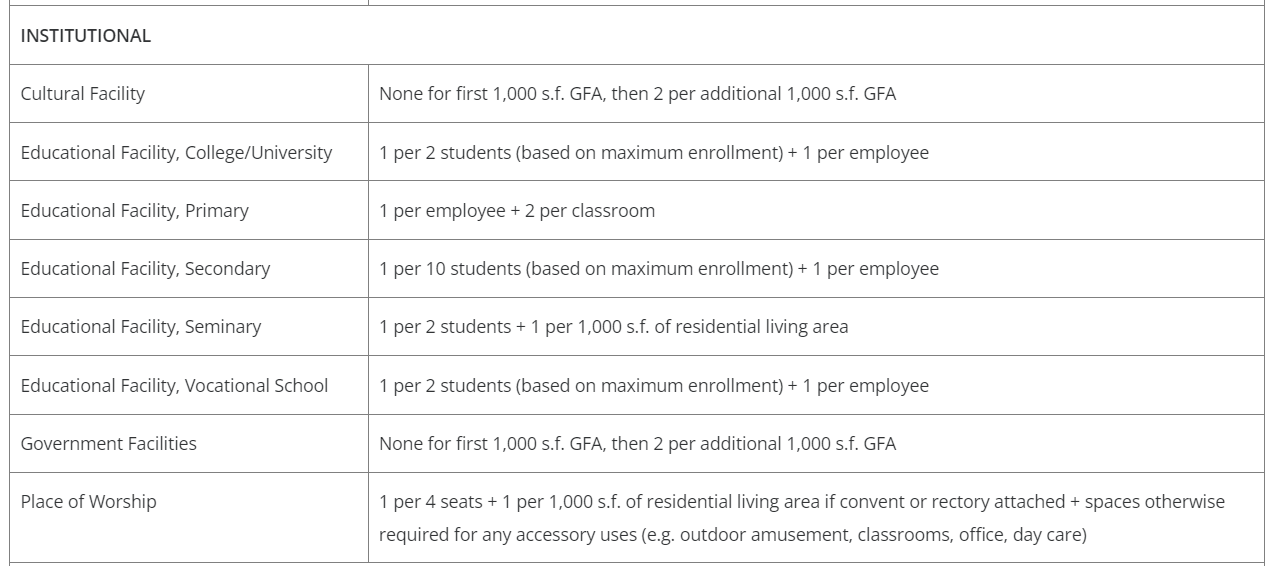 INSTITUTIONAL
Cultural Facility
None for first 1,000 s.f. GFA, then 2 per additional 1,000 s.f. GFA
Educational Facility, College/University
1 per 2 students (based on maximum enrollment) + 1 per employee
Educational Facility, Primary
1 per employee + 2 per classroom
Educational Facility, Secondary
1 per 10 students (based on maximum enrollment) + 1 per employee
Educational Facility, Seminary
1 per 2 students + 1 per 1,000 s.f. of residential living area
Educational Facility, Vocational School
1 per 2 students (based on maximum enrollment) + 1 per employee
Government Facilities
None for first 1,000 s.f. GFA, then 2 per additional 1,000 s.f. GFA
Place of Worship
1 per 4 seats + 1 per 1,000 s.f. of residential living area if convent or rectory attached + spaces otherwise
required for any accessory uses (e.g. outdoor amusement, classrooms, office, day care)